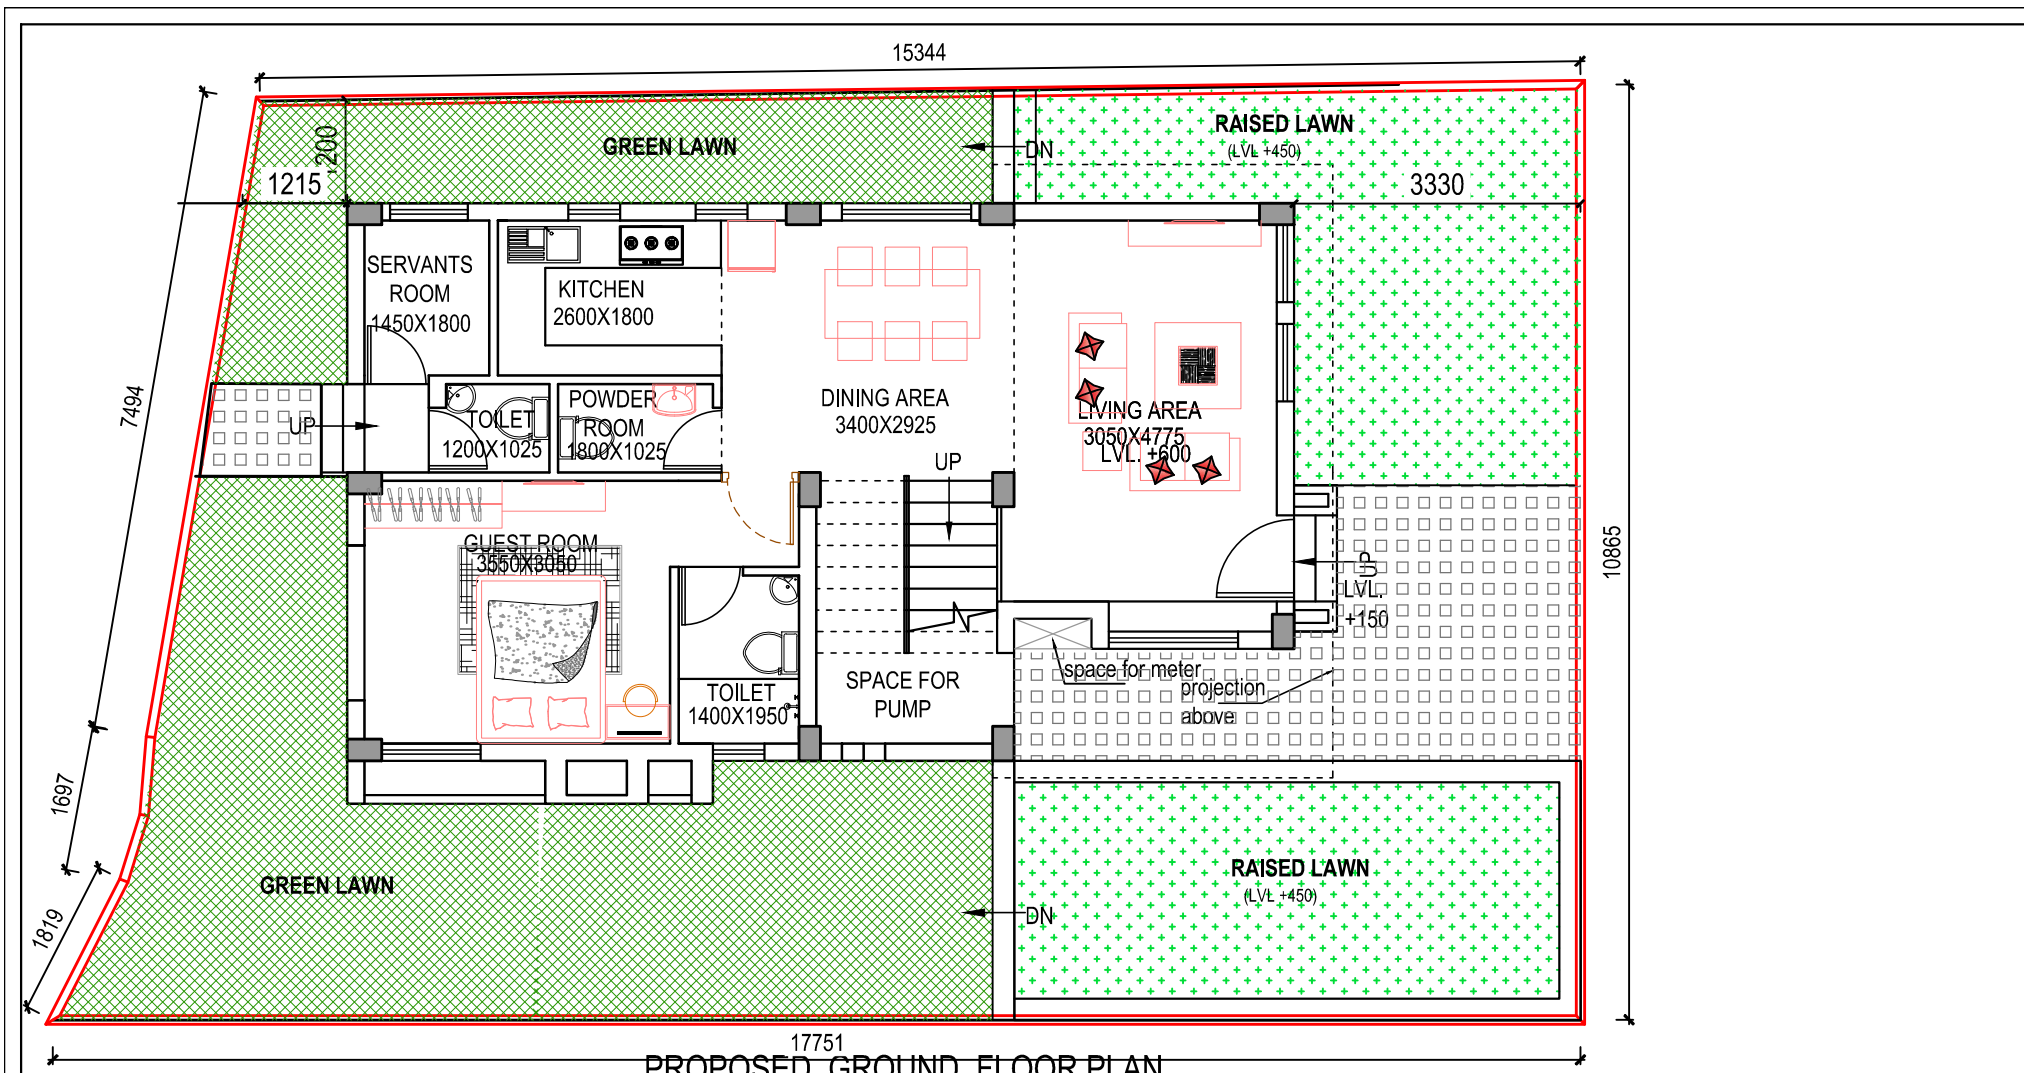 15344
RAISED LAWN
(LVL +450)
GREEN LAWN
DN
1200
1215
3330
SERVANTS
ROOM
1450X1800
KITCHEN
2600X1800
7494
DINING AREA
3400X2925
LIVING AREA
3050X4775
LVL. +600
POWDER
ROOM
1800X1025
TOILET
1200X1025
UP
UP
GUEST ROOM
3550X3050
UP
LVL.
+150
10865
space for meter
projection
above
SPACE FOR
PUMP
TOILET
1400X1950
1697
1819
GREEN LAWN
RAISED LAWN
(LVL +450)
DN
17751
PROPOSED GROUND FLOOR PLAN